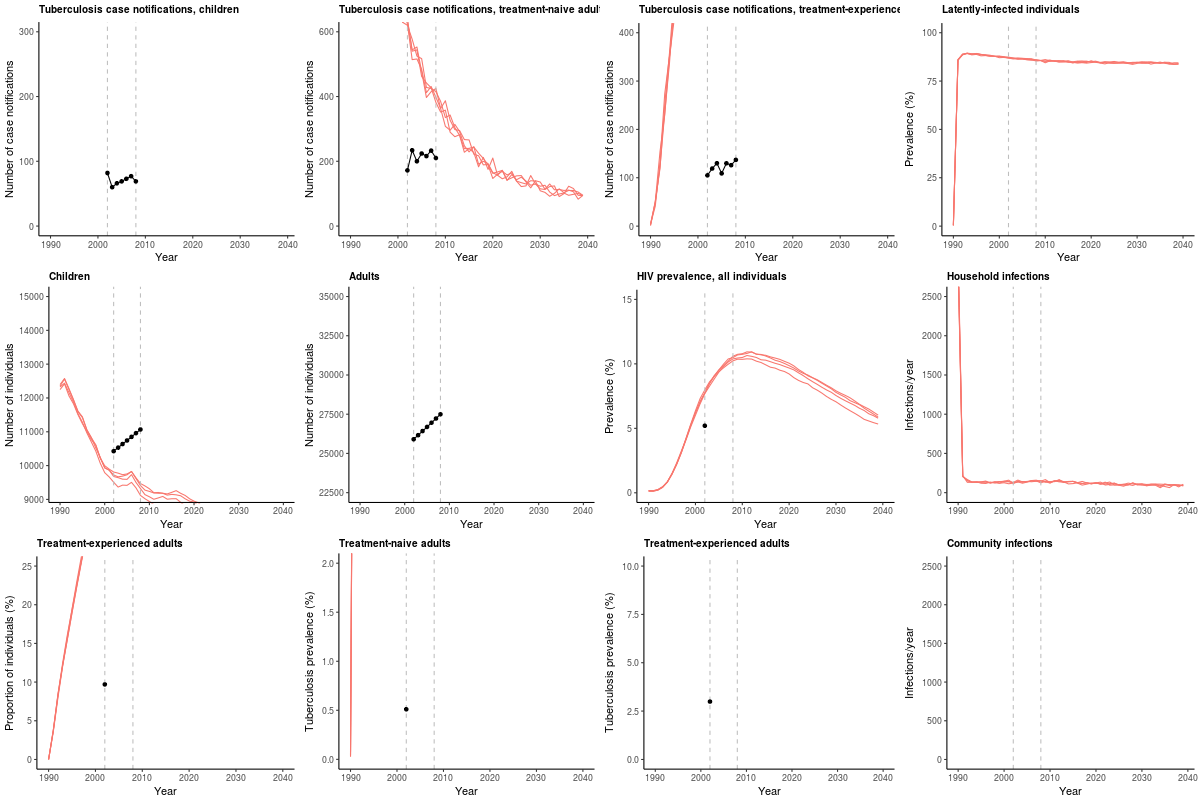 Tuberculosis case notifications, children
Number of case notifications
300
200
100
0
1990 2000 2010 2020 2030 2040
Year
Tuberculosis case notifications, treatment-naive adul
Number of case notifications
600
400
200
0
1990 2000 2010 2020 2030 2040
Year
Tuberculosis case notifications, treatment-experience
Number of case notifications
400
300
200
100
0
1990 2000 2010 2020 2030 2040
Year
Latently-infected individuals
Prevalence (%)
100
75
50
25
0
1990 2000 2010 2020 2030 2040
Year
Children
Number of individuals
15000
14000
13000
12000
11000
10000
9000
1990 2000 2010 2020 2030 2040
Year
Adults
Number of individuals
35000
32500
30000
27500
25000
22500
1990 2000 2010 2020 2030 2040
Year
HIV prevalence, all individuals
Prevalence (%)
15
10
5
0
1990 2000 2010 2020 2030 2040
Year
Household infections
Infections/year
2500
2000
1500
1000
500
0
1990 2000 2010 2020 2030 2040
Year
Treatment-experienced adults
Proportion of individuals (%)
25
20
15
10
5
0
1990 2000 2010 2020 2030 2040
Year
Treatment-naive adults
Tuberculosis prevalence (%)
2.0
1.5
1.0
0.5
0.0
1990 2000 2010 2020 2030 2040
Year
Treatment-experienced adults
Tuberculosis prevalence (%)
10.0
7.5
5.0
2.5
0.0
1990 2000 2010 2020 2030 2040
Year
Community infections
Infections/year
2500
2000
1500
1000
500
0
1990 2000 2010 2020 2030 2040
Year